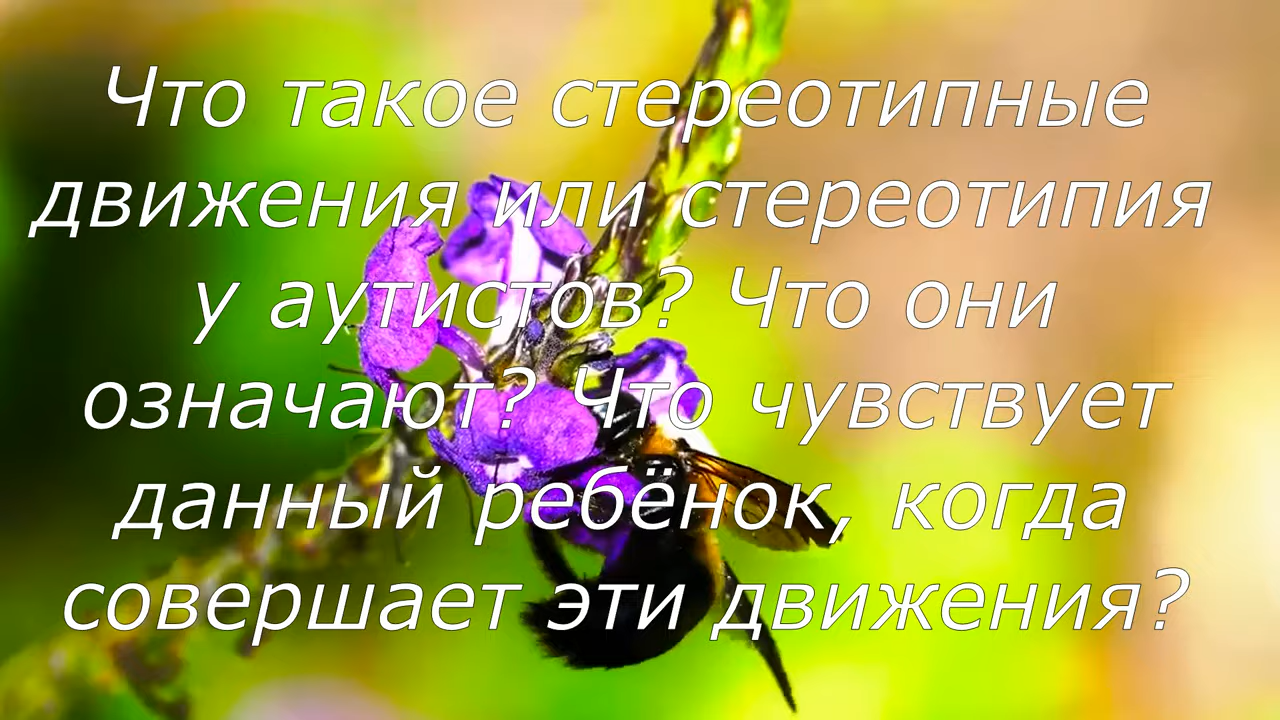 Что такое стереотипные
движения или стереотипия
у аутистов? Что они
означают? Что чувствует
данный ребёнок, когда
совершает эти движения?